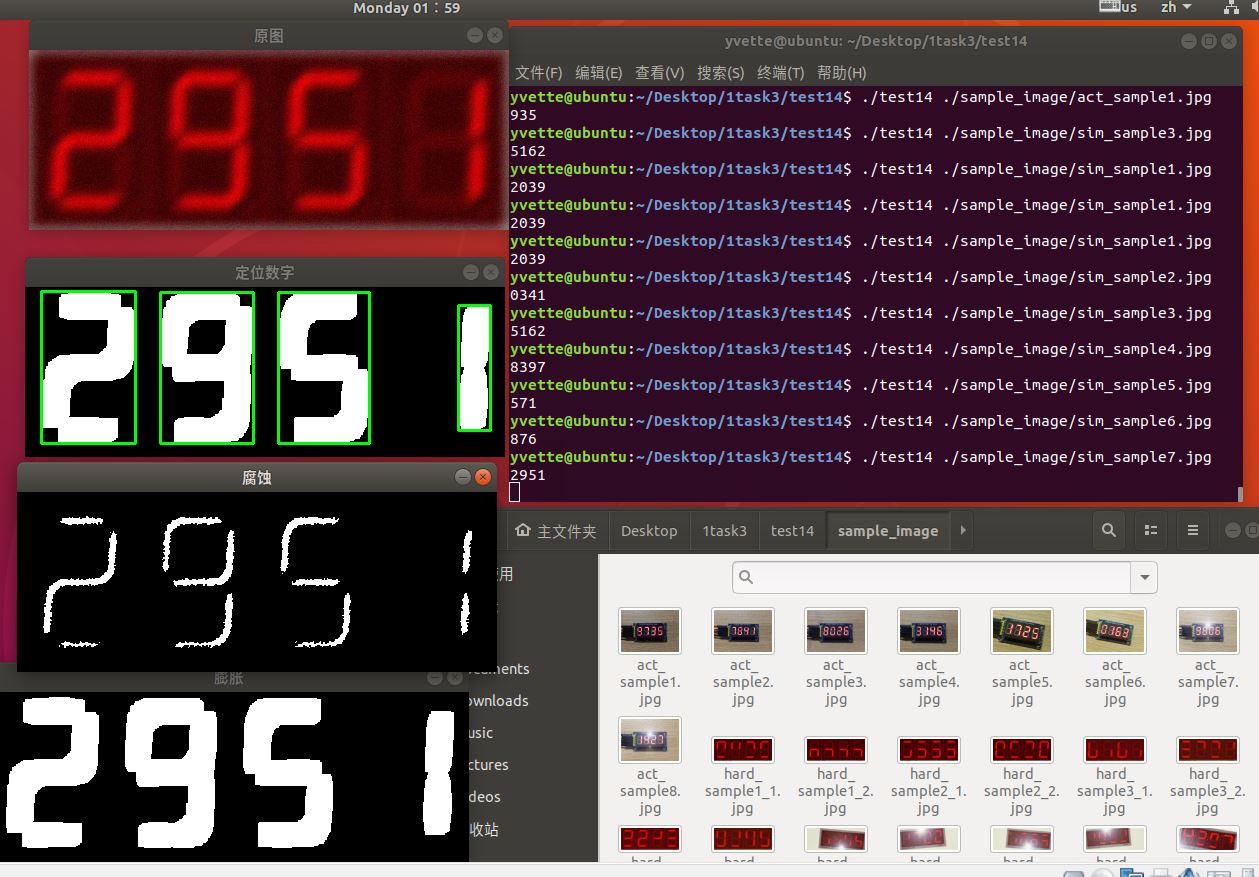 Monday 01：59
us
zh
原图
2951
定位数字
2951
腐蚀
2951
膨胀
2951
yvette@ubuntu: ~/Desktop/1task3/test14
文件(F) 编辑(E) 查看(V) 搜索(S) 终端(T) 帮助(H)
yvette@ubuntu:~/Desktop/1task3/test14$ ./test14 ./sample_image/act_sample1.jpg
935
yvette@ubuntu:~/Desktop/1task3/test14$ ./test14 ./sample_image/sim_sample3.jpg
5162
yvette@ubuntu:~/Desktop/1task3/test14$ ./test14 ./sample_image/sim_sample1.jpg
2039
yvette@ubuntu:~/Desktop/1task3/test14$ ./test14 ./sample_image/sim_sample1.jpg
2039
yvette@ubuntu:~/Desktop/1task3/test14$ ./test14 ./sample_image/sim_sample1.jpg
2039
yvette@ubuntu:~/Desktop/1task3/test14$ ./test14 ./sample_image/sim_sample2.jpg
0341
yvette@ubuntu:~/Desktop/1task3/test14$ ./test14 ./sample_image/sim_sample3.jpg
5162
yvette@ubuntu:~/Desktop/1task3/test14$ ./test14 ./sample_image/sim_sample4.jpg
8397
yvette@ubuntu:~/Desktop/1task3/test14$ ./test14 ./sample_image/sim_sample5.jpg
571
yvette@ubuntu:~/Desktop/1task3/test14$ ./test14 ./sample_image/sim_sample6.jpg
876
yvette@ubuntu:~/Desktop/1task3/test14$ ./test14 ./sample_image/sim_sample7.jpg
2951
主文件夹 Desktop 1task3 test14 sample_image
用
cuments
ownloads
usic
ctures
deos
收站
9.735 7.841 8026 3.146 1.725 0.163 9806
act_ act_ act_ act_ act_ act_ act_
sample1. sample2. sample3. sample4. sample5. sample6. sample7.
jpg jpg jpg jpg jpg jpg jpg
act_ hard_ hard_ hard_ hard_ hard_ hard_
sample8. sample1_1. sample1_2. sample2_1. sample2_2. sample3_1. sample3_2.
jpg jpg jpg jpg jpg jpg jpg